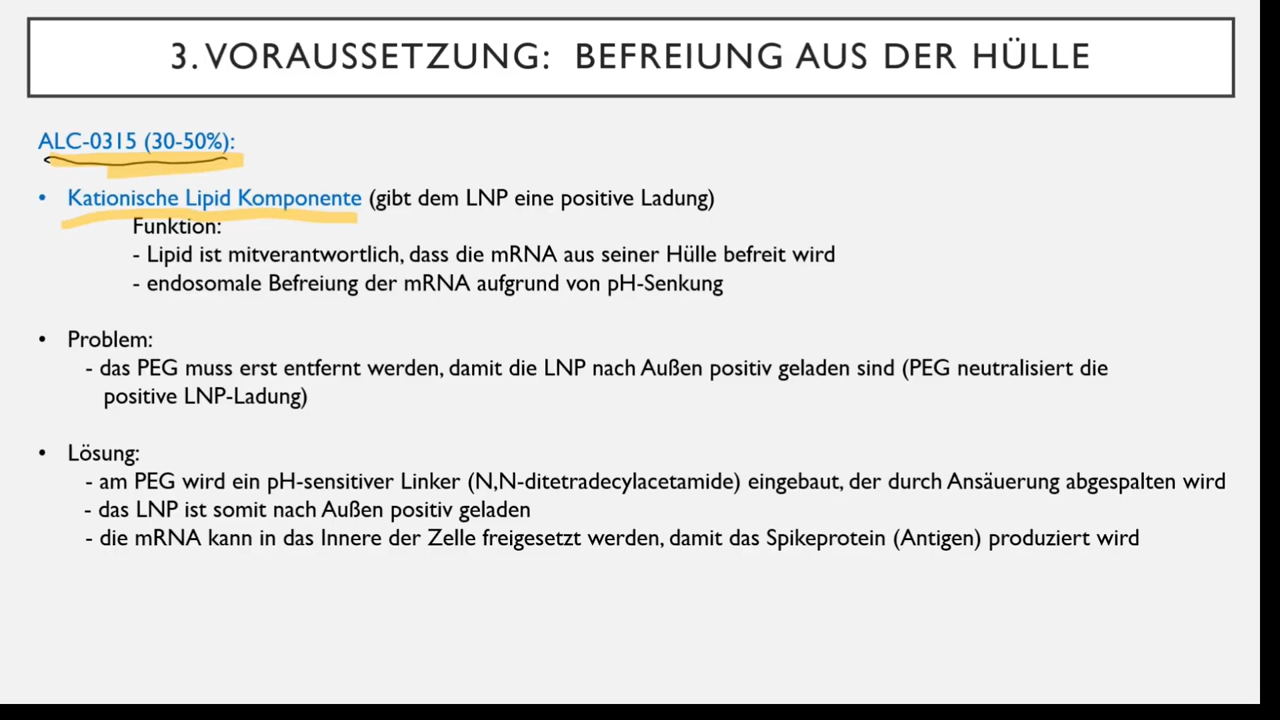 3. VORAUSSETZUNG: BEFREIUNG AUS DER HÜLLE
ALC-0315 (30-50%):
• Kationische Lipid Komponente (gibt dem LNP eine positive Ladung)
Funktion:
- Lipid ist mitverantwortlich, dass die mRNA aus seiner Hülle befreit wird
- endosomale Befreiung der mRNA aufgrund von pH-Senkung
• Problem:
- das PEG muss erst entfernt werden, damit die LNP nach Außen positiv geladen sind (PEG neutralisiert die
positive LNP-Ladung)
• Lösung:
- am PEG wird ein pH-sensitiver Linker (N,N-ditetradecylacetamide) eingebaut, der durch Ansäuerung abgespalten wird
- das LNP ist somit nach Außen positiv geladen
- die mRNA kann in das Innere der Zelle freigesetzt werden, damit das Spikeprotein (Antigen) produziert wird